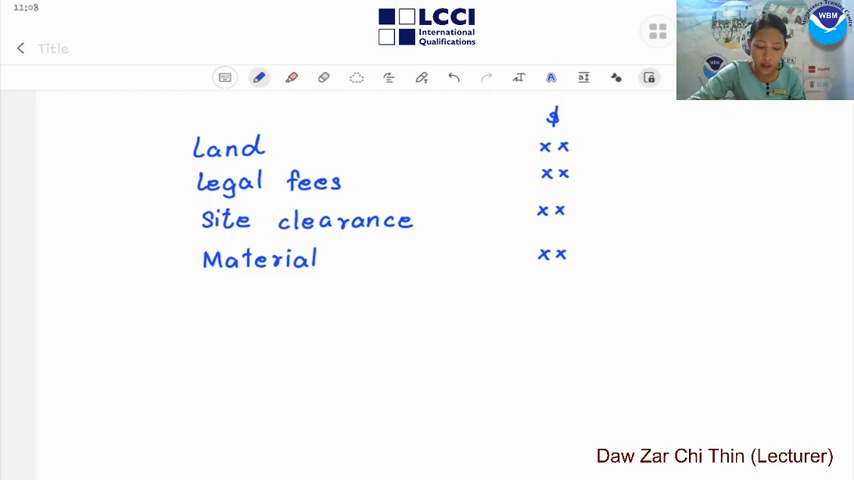 11:08
Title
LCCI
International
Qualifications
WBM
$
Land xx
Legal fees xx
Site clearance xx
Material xx
Daw Zar Chi Thin (Lecturer)